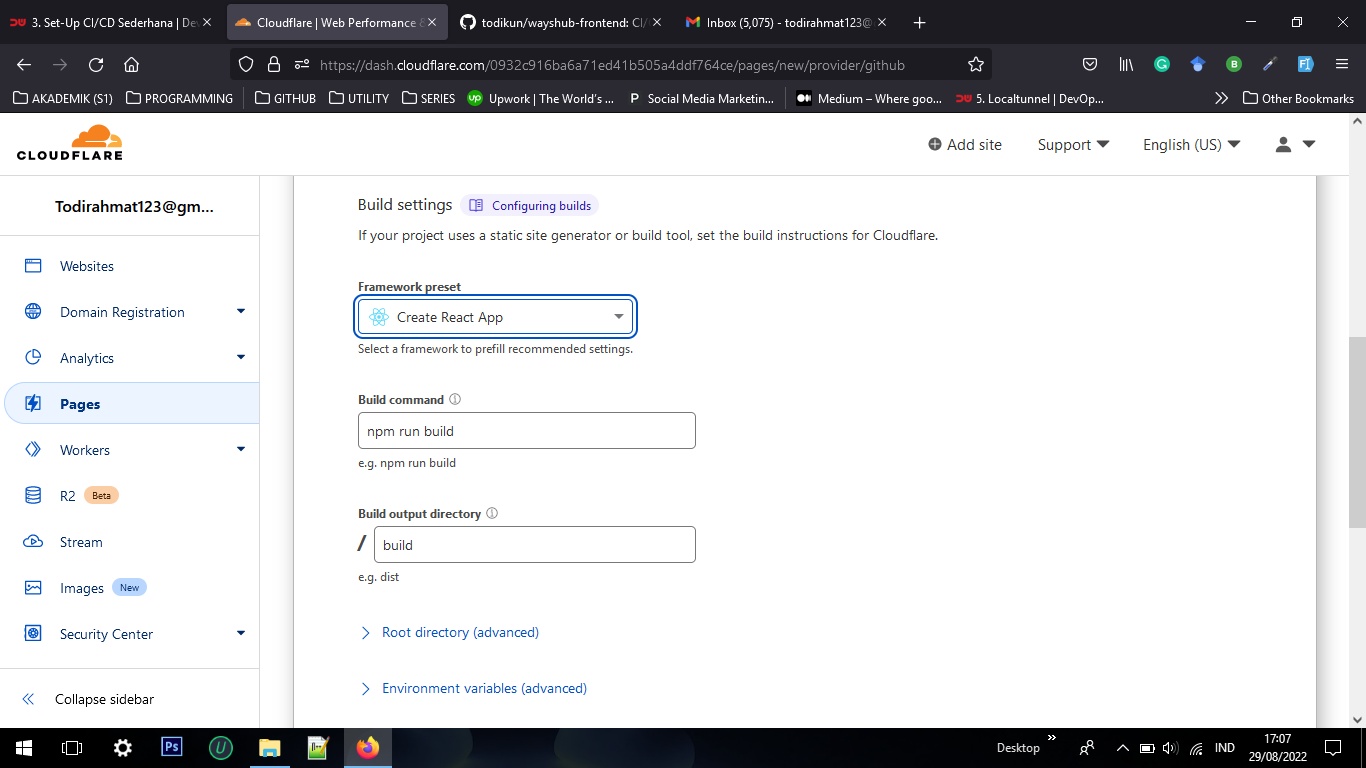 3. Set-Up CI/CD Sederhana | De
Cloudflare | Web Performance &
todikun/wayshub-frontend: CI/
Inbox (5,075) - todirahmat123@
https://dash.cloudflare.com/0932c916ba6a71ed41b505a4ddf764ce/pages/new/provider/github
AKADEMIK (S1)
PROGRAMMING
GITHUB
UTILITY
SERIES
Upwork | The World's ...
Social Media Marketin...
Medium – Where goo...
5. Localtunnel | DevOp...
Other Bookmarks
CLOUDFLARE
Add site
Support
English (US)
Todirahmat123@gm...
Websites
Domain Registration
Analytics
Pages
Workers
R2 Beta
Stream
Images New
Security Center
Collapse sidebar
Build settings
Configuring builds
If your project uses a static site generator or build tool, set the build instructions for Cloudflare.
Framework preset
Create React App
Select a framework to prefill recommended settings.
Build command
npm run build
e.g. npm run build
Build output directory
/ build
e.g. dist
Root directory (advanced)
Environment variables (advanced)
Ps
Desktop
IND
17:07
29/08/2022